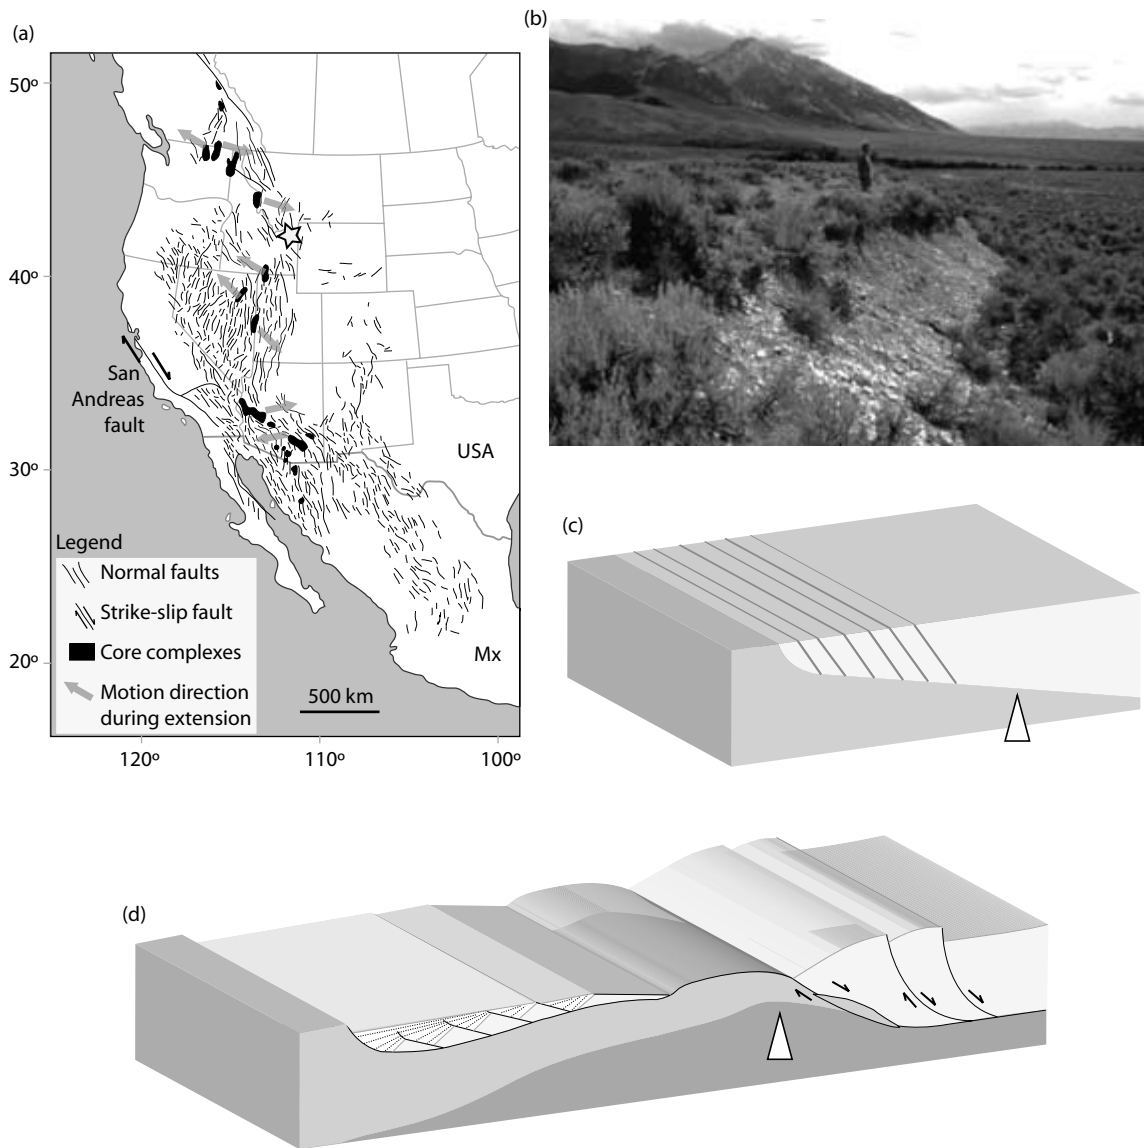 (a)
50º
40º
30º
20º
San
Andreas
fault
USA
Mx
Legend
Normal faults
Strike-slip fault
Core complexes
Motion direction
during extension
500 km
120º
110º
100º
(b)
(c)
(d)